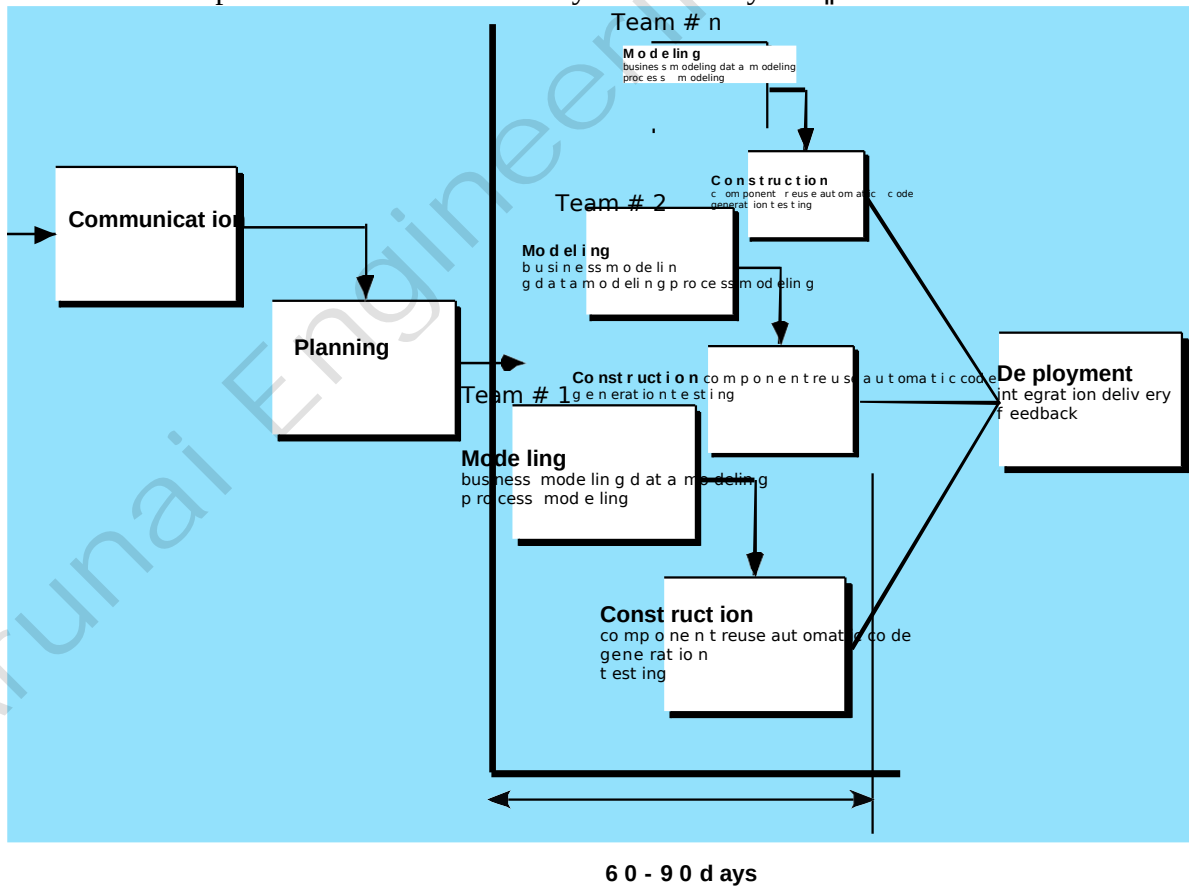 Team # n
Modeling
business modeling data modeling
process modeling
Communication
Construction
component reuse automatic code
generation testing
Team # 2
Modeling
business modelin
g data modeling process modeling
Planning
Construction component reuse automatic code
generation testing
Deployment
integration delivery
feedback
Team # 1
Modeling
business modeling data modeling
process modeling
Construction
component reuse automatic code
generation
testing
60-90 days